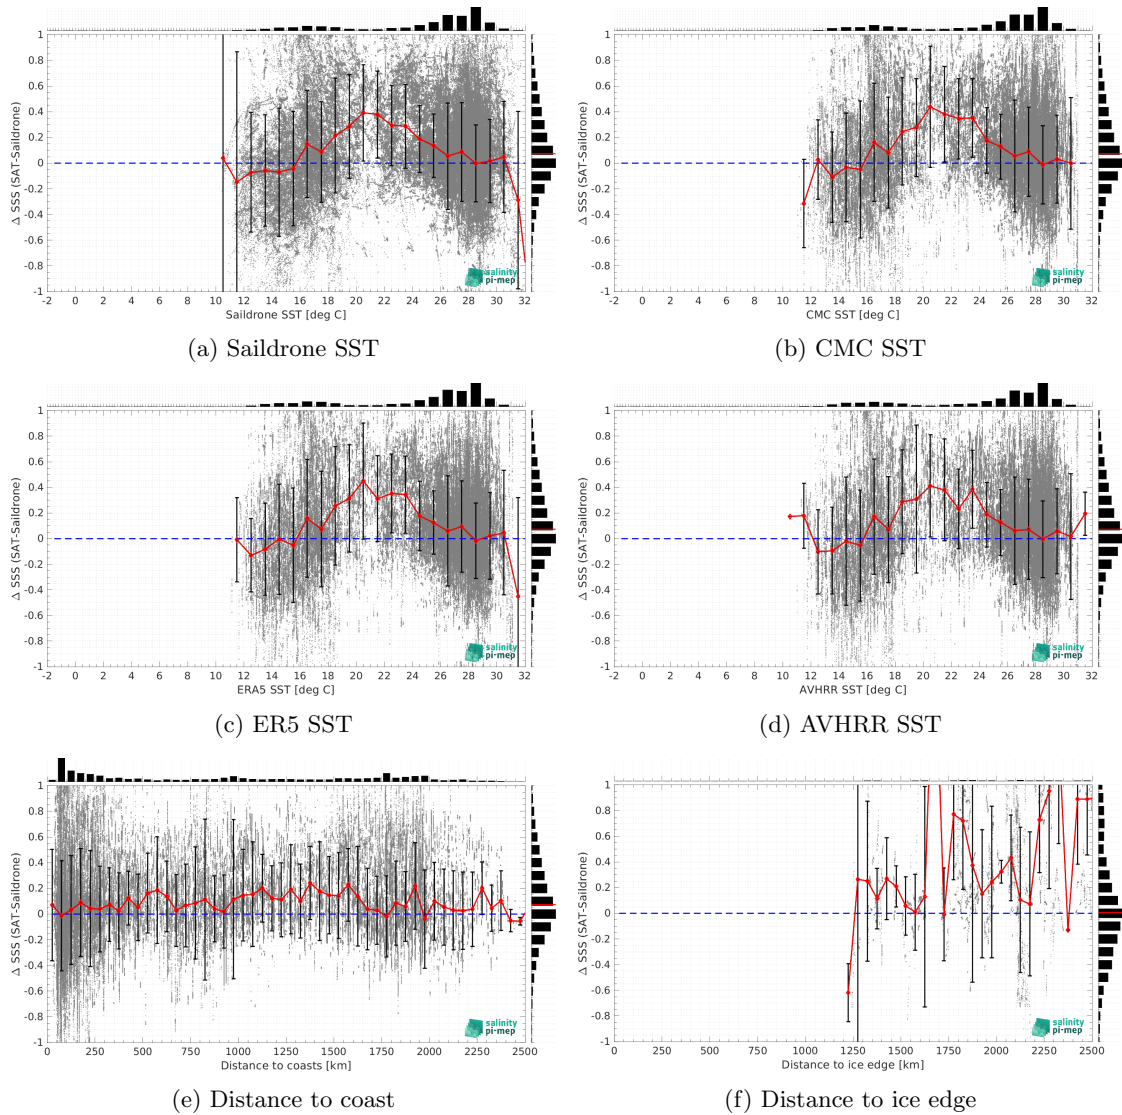 1
0.8
0.6
0.4
0.2
0
-0.2
-0.4
-0.6
-0.8
-1
Δ SSS (SAT-Saildrone)
-2 0 2 4 6 8 10 12 14 16 18 20 22 24 26 28 30 32
Saildrone SST [deg C]
salinity
pi-mep
(a) Saildrone SST
1
0.8
0.6
0.4
0.2
0
-0.2
-0.4
-0.6
-0.8
-1
Δ SSS (SAT-Saildrone)
-2 0 2 4 6 8 10 12 14 16 18 20 22 24 26 28 30 32
CMC SST [deg C]
salinity
pi-mep
(b) CMC SST
1
0.8
0.6
0.4
0.2
0
-0.2
-0.4
-0.6
-0.8
-1
Δ SSS (SAT-Saildrone)
-2 0 2 4 6 8 10 12 14 16 18 20 22 24 26 28 30 32
ERA5 SST [deg C]
salinity
pi-mep
(c) ER5 SST
1
0.8
0.6
0.4
0.2
0
-0.2
-0.4
-0.6
-0.8
-1
Δ SSS (SAT-Saildrone)
-2 0 2 4 6 8 10 12 14 16 18 20 22 24 26 28 30 32
AVHRR SST [deg C]
salinity
pi-mep
(d) AVHRR SST
1
0.8
0.6
0.4
0.2
0
-0.2
-0.4
-0.6
-0.8
-1
Δ SSS (SAT-Saildrone)
0 250 500 750 1000 1250 1500 1750 2000 2250 2500
Distance to coasts [km]
salinity
pi-mep
(e) Distance to coast
1
0.8
0.6
0.4
0.2
0
-0.2
-0.4
-0.6
-0.8
-1
Δ SSS (SAT-Saildrone)
0 250 500 750 1000 1250 1500 1750 2000 2250 2500
Distance to ice edge [km]
salinity
pi-mep
(f) Distance to ice edge